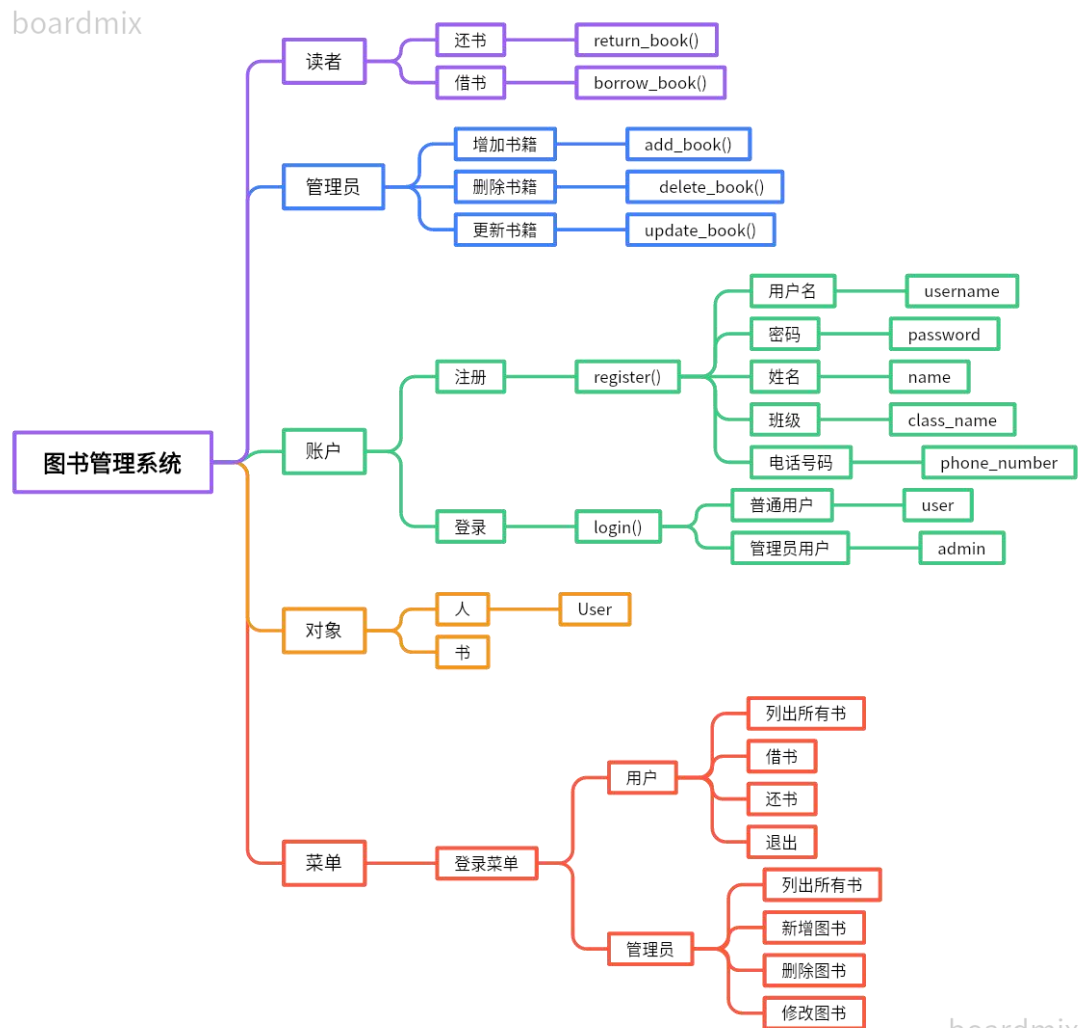 boardmix
图书管理系统
读者
还书
return_book()
借书
borrow_book()
管理员
增加书籍
add_book()
删除书籍
delete_book()
更新书籍
update_book()
账户
注册
register()
用户名
username
密码
password
姓名
name
班级
class_name
电话号码
phone_number
登录
login()
普通用户
user
管理员用户
admin
对象
人
User
书
菜单
登录菜单
用户
列出所有书
借书
还书
退出
管理员
列出所有书
新增图书
删除图书
修改图书
boardmix